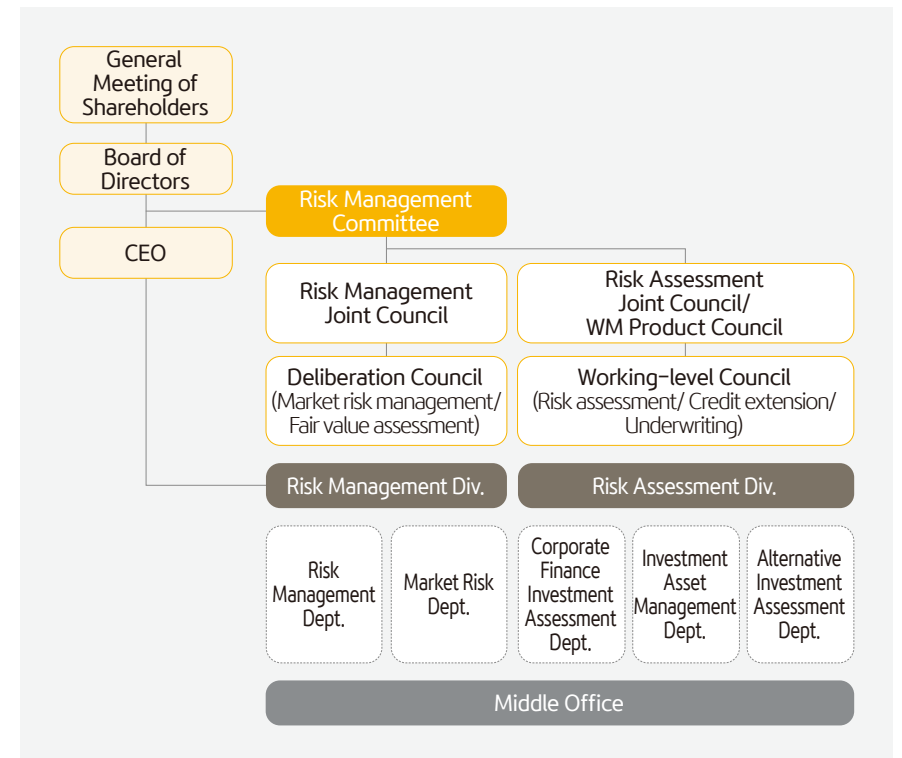 General
Meeting of
Shareholders
Board of
Directors
Risk Management
Committee
CEO
Risk Management
Joint Council
Risk Assessment
Joint Council/
WM Product Council
Deliberation Council
(Market risk management/
Fair value assessment)
Working-level Council
(Risk assessment/ Credit extension/
Underwriting)
Risk Management Div.
Risk Assessment Div.
Risk
Management
Dept.
Market Risk
Dept.
Corporate
Finance
Investment
Assessment
Dept.
Investment
Asset
Management
Dept.
Alternative
Investment
Assessment
Dept.
Middle Office